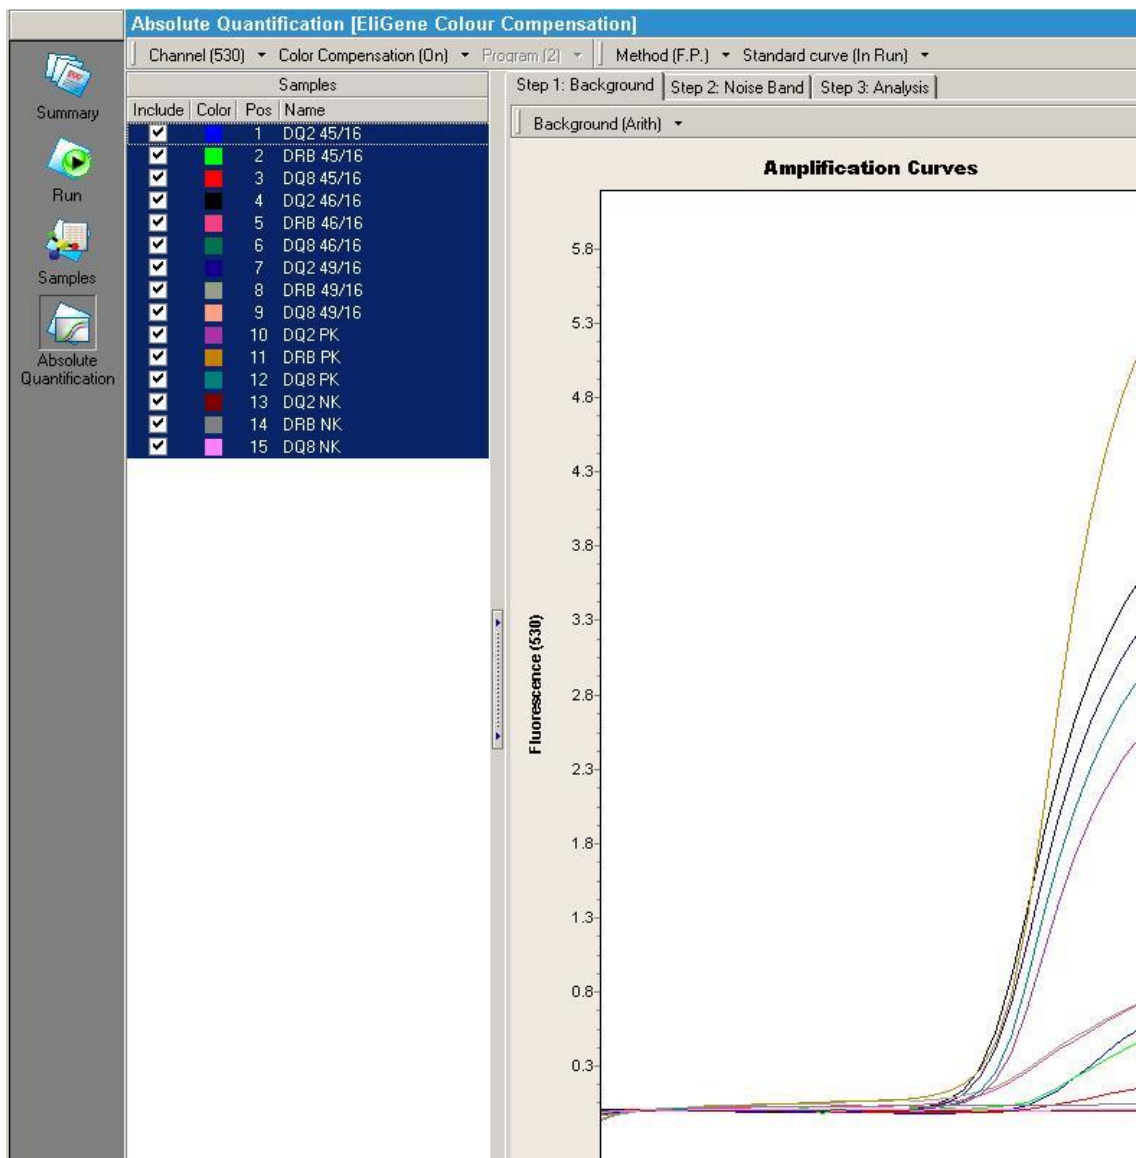 Absolute Quantification [EliGene Colour Compensation]
Channel (530) Color Compensation (On) Program (2) Method (F.P.) Standard curve (In Run)
Summary
Run
Samples
Absolute
Quantification
Samples
Include Color Pos Name
1 DQ2 45/16
2 DRB 45/16
3 DQ8 45/16
4 DQ2 46/16
5 DRB 46/16
6 DQ8 46/16
7 DQ2 49/16
8 DRB 49/16
9 DQ8 49/16
10 DQ2 PK
11 DRB PK
12 DQ8 PK
13 DQ2 NK
14 DRB NK
15 DQ8 NK
Step 1: Background Step 2: Noise Band Step 3: Analysis
Background (Arith)
Amplification Curves
Fluorescence (530)
5.8
5.3
4.8
4.3
3.8
3.3
2.8
2.3
1.8
1.3
0.8
0.3